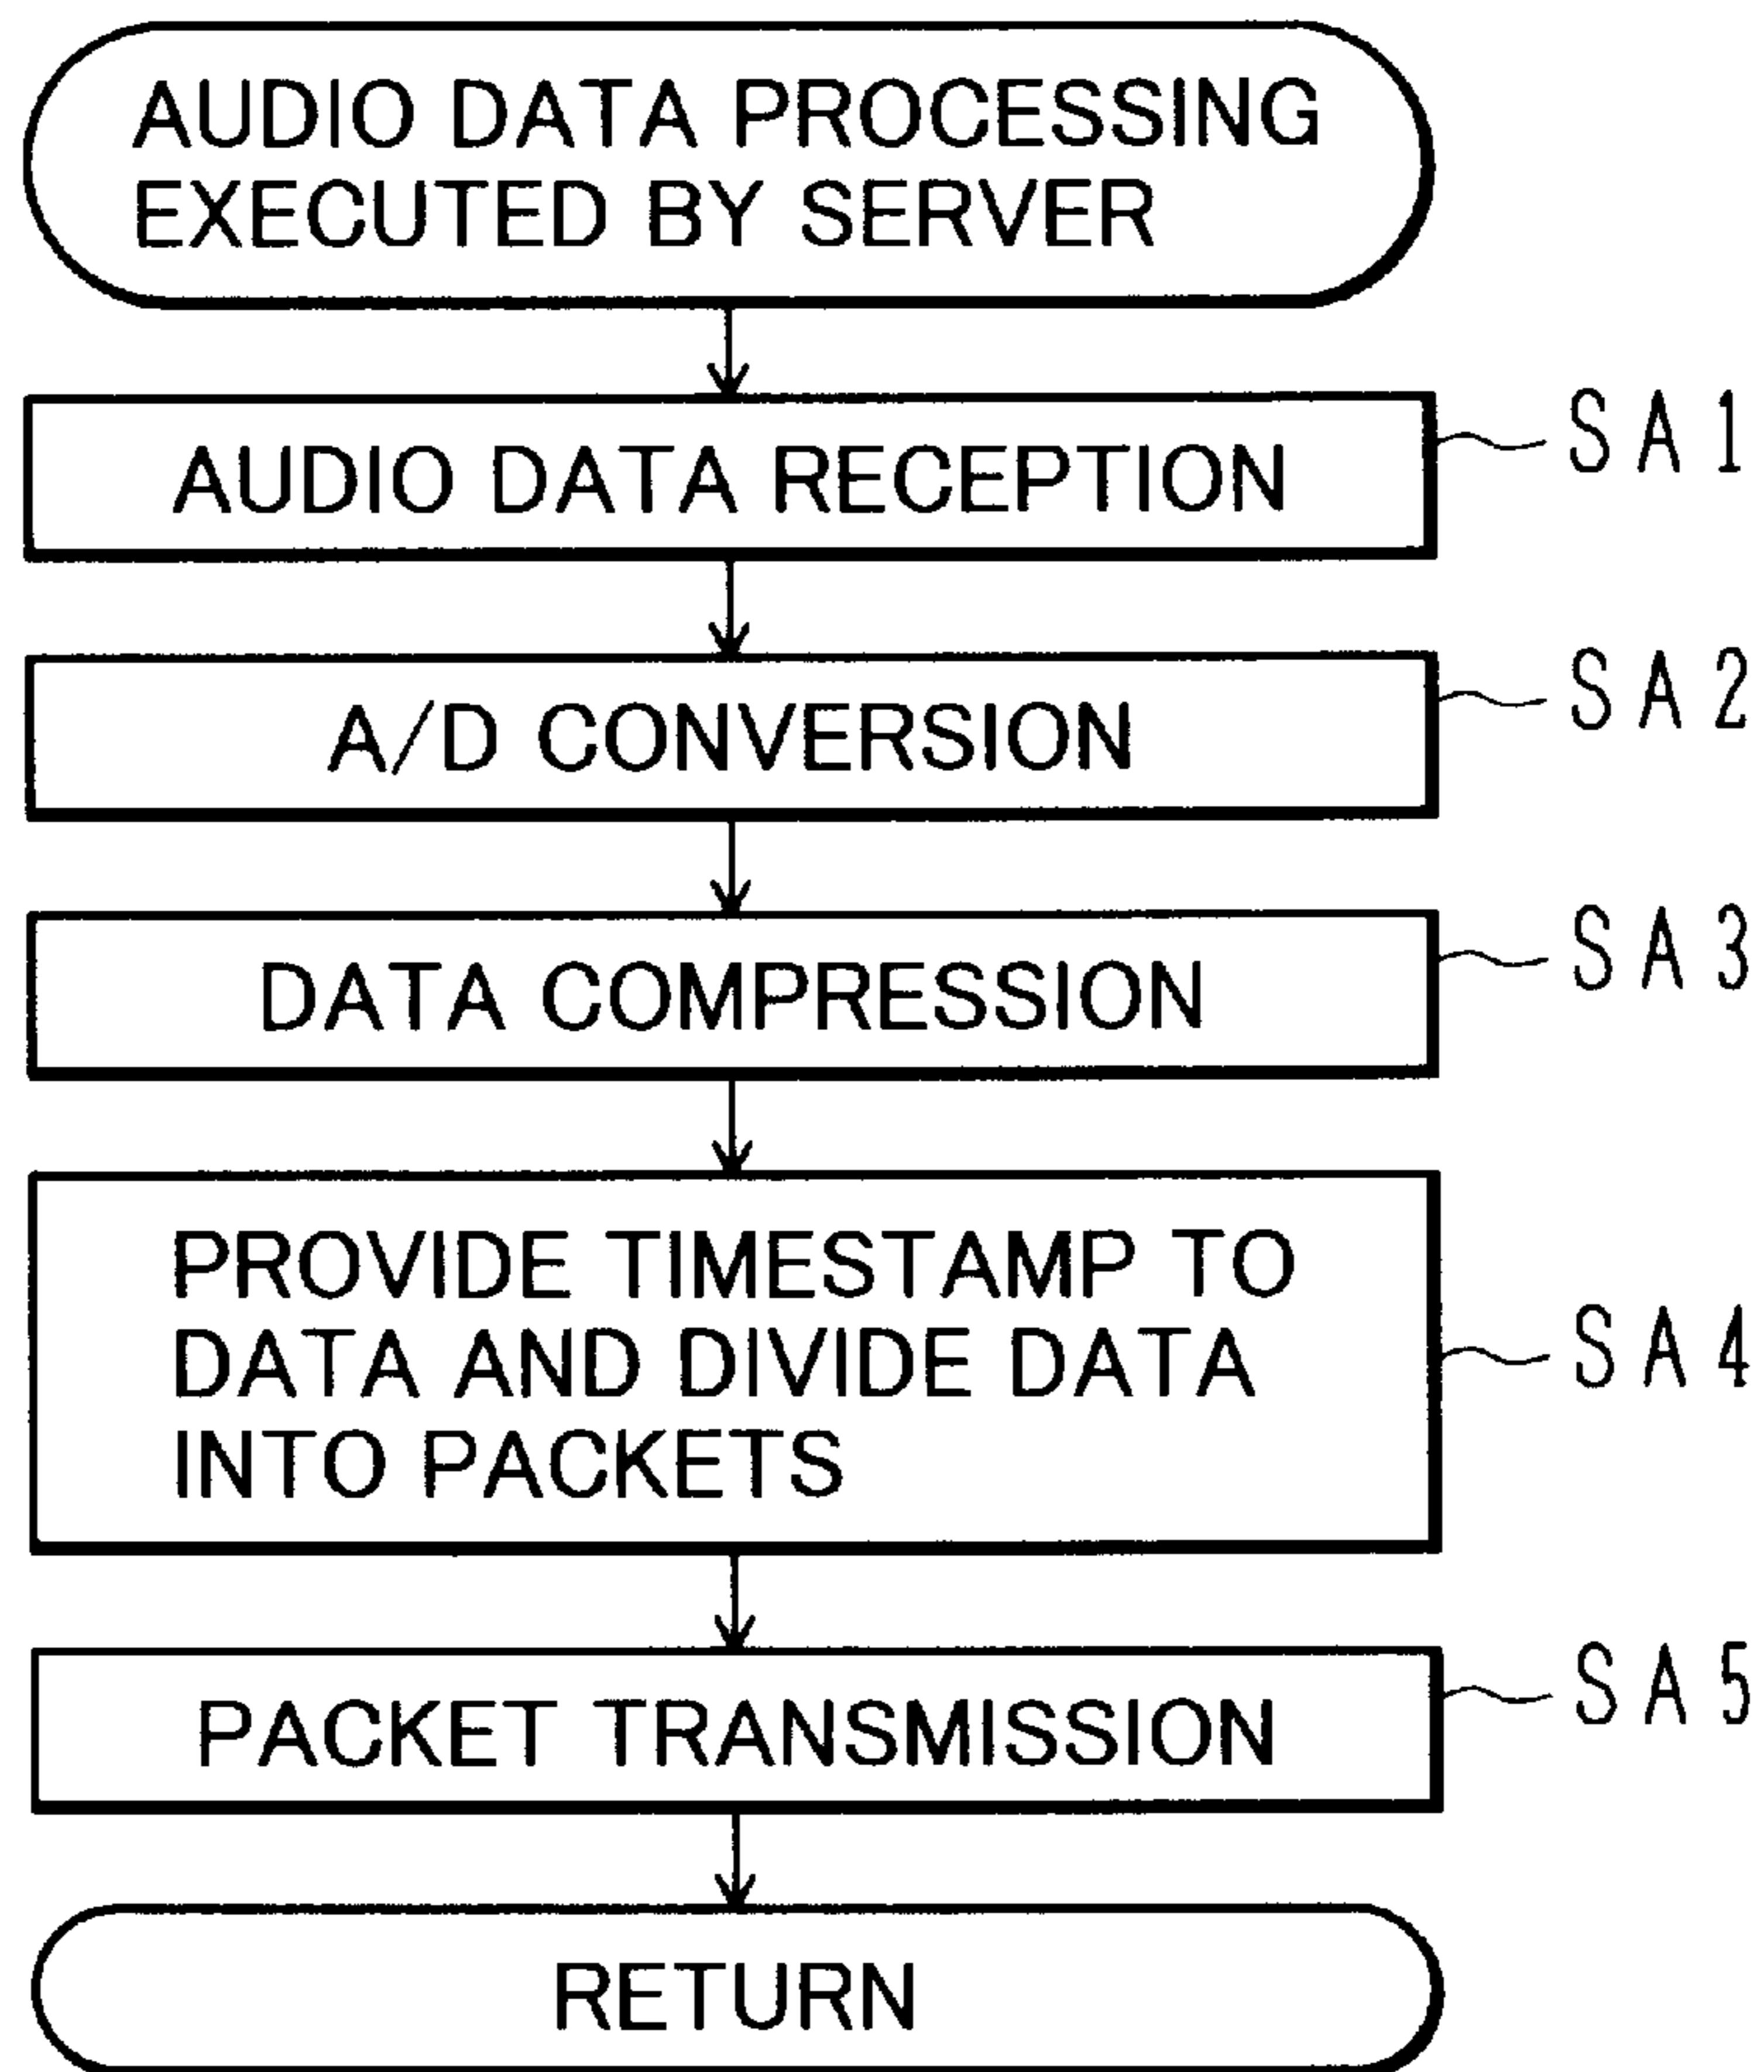 AUDIO DATA PROCESSING
EXECUTED BY SERVER
AUDIO DATA RECEPTION
SA1
A/D CONVERSION
SA2
DATA COMPRESSION
SA3
PROVIDE TIMESTAMP TO
DATA AND DIVIDE DATA
INTO PACKETS
SA4
PACKET TRANSMISSION
SA5
RETURN